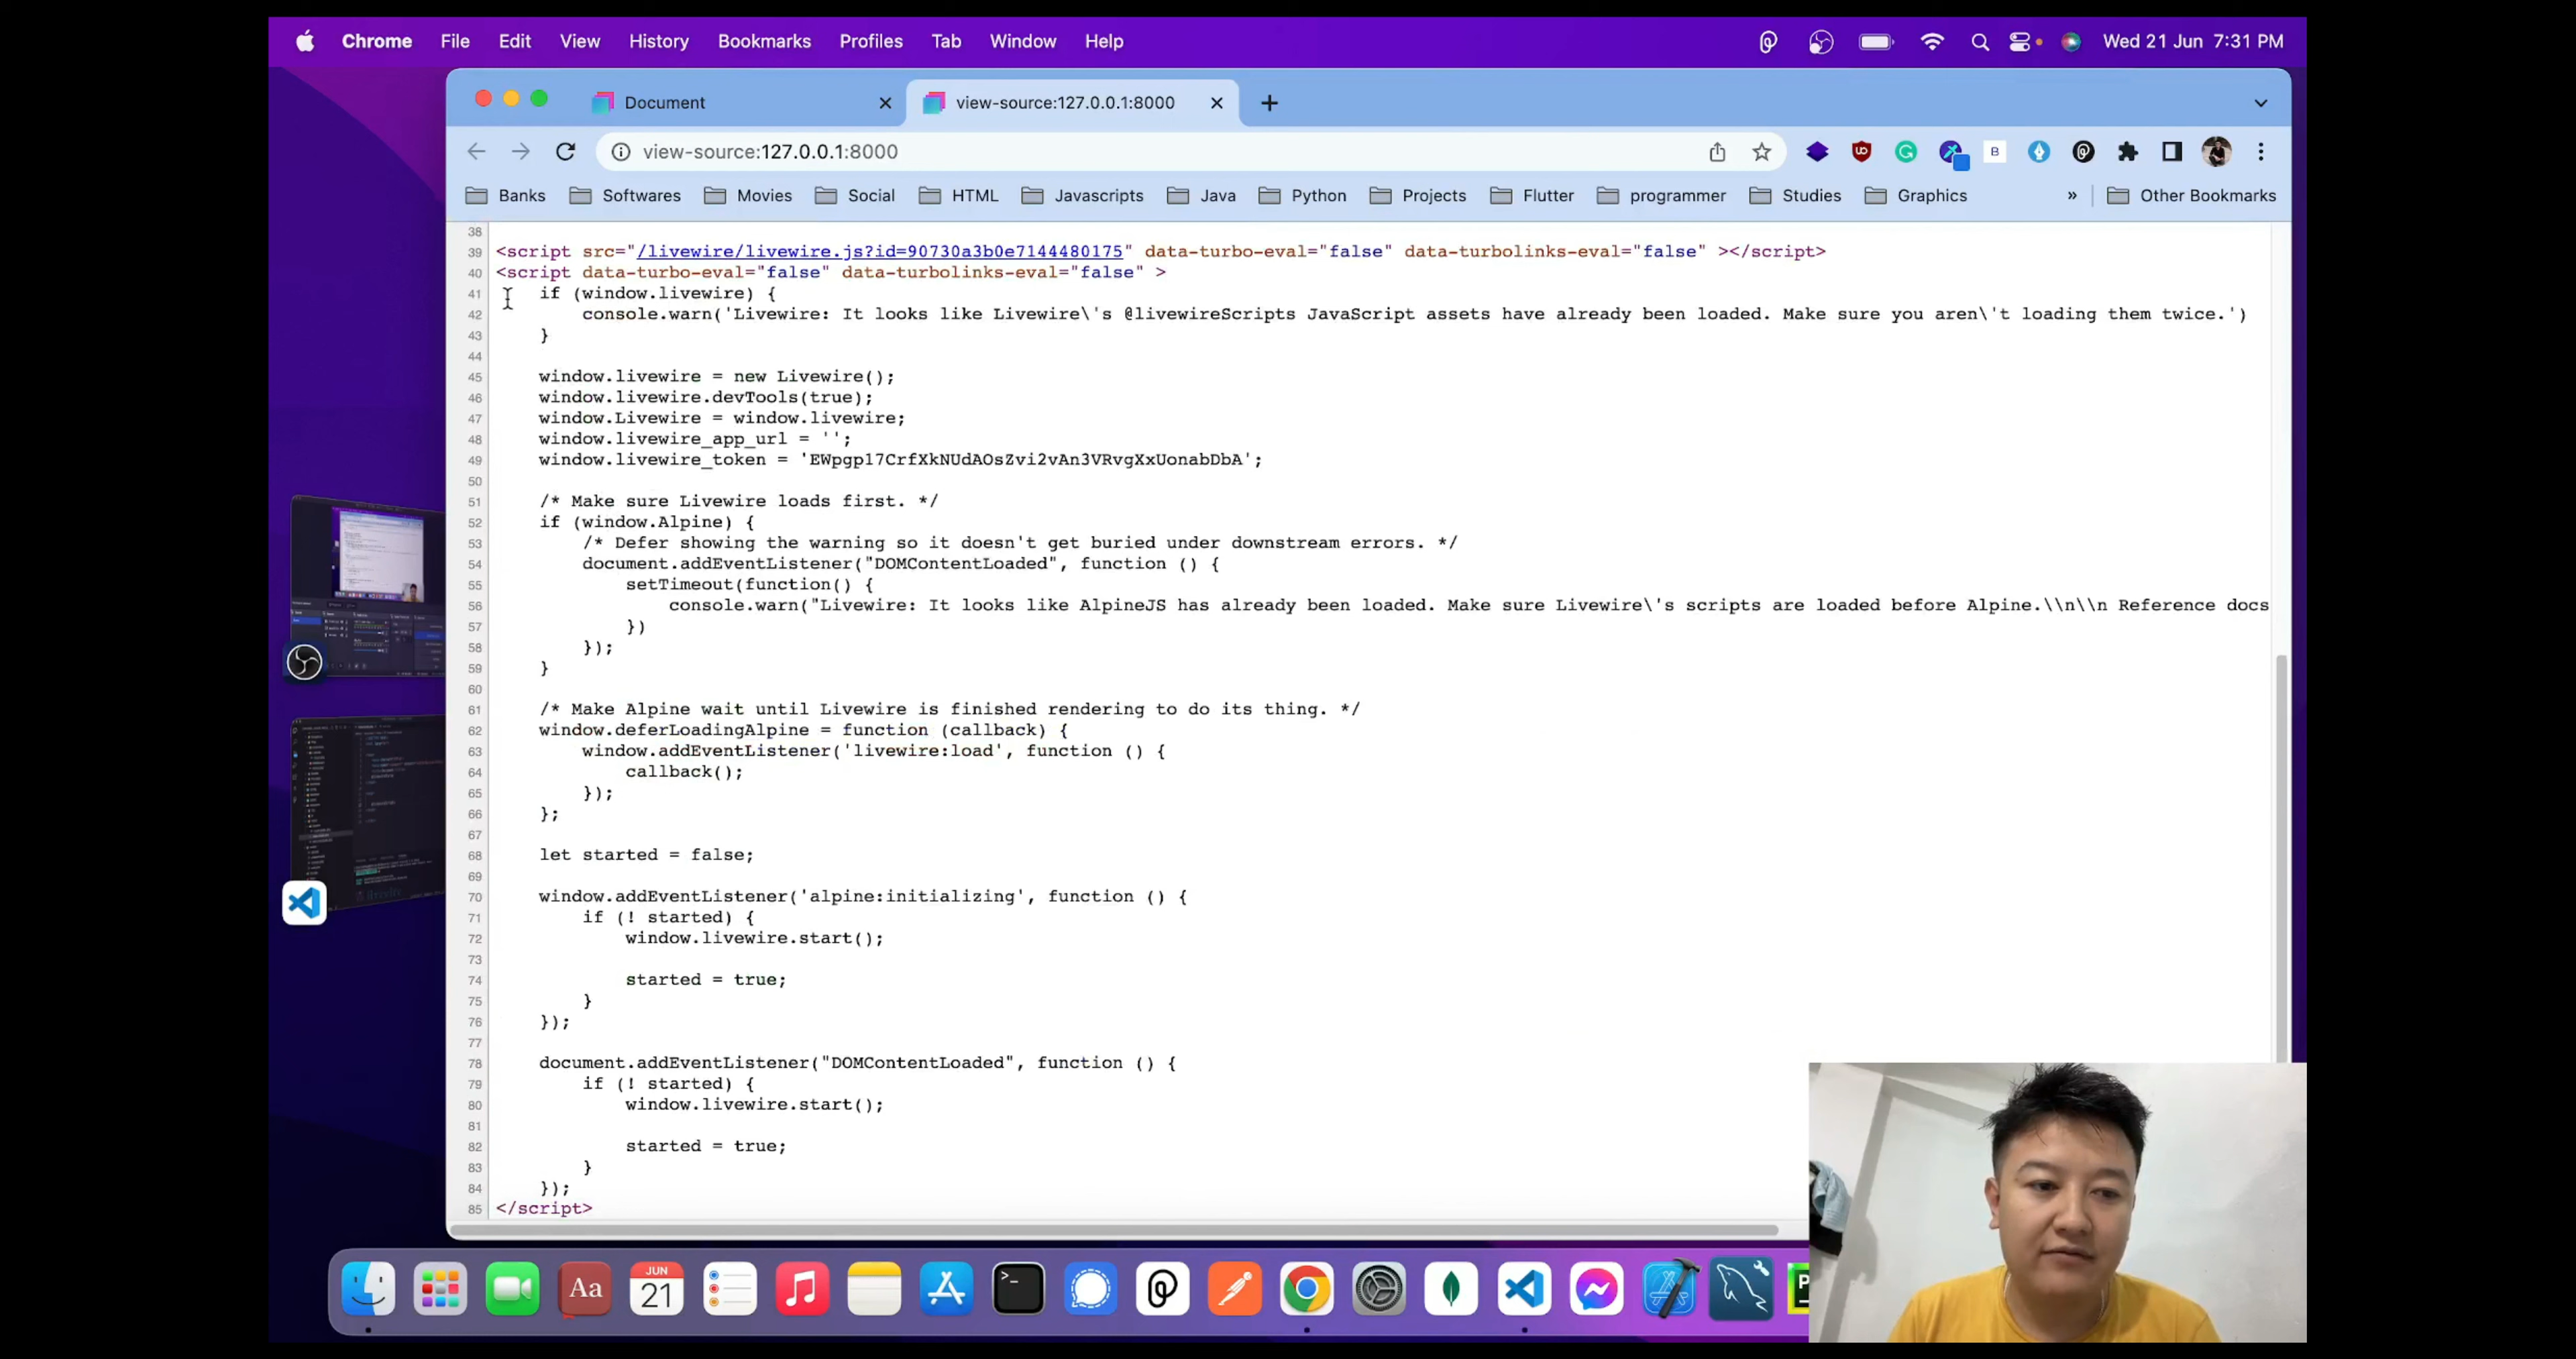 Chrome File Edit View History Bookmarks Profiles Tab Window Help Wed 21 Jun 7:31 PM
Document view-source:127.0.0.1:8000
view-source:127.0.0.1:8000
Banks Softwares Movies Social HTML Javascripts Java Python Projects Flutter programmer Studies Graphics » Other Bookmarks
38
39 <script src="/livewire/livewire.js?id=90730a3b0e7144480175" data-turbo-eval="false" data-turbolinks-eval="false" ></script>
40 <script data-turbo-eval="false" data-turbolinks-eval="false" >
41 if (window.livewire) {
42 console.warn('Livewire: It looks like Livewire\'s @livewireScripts JavaScript assets have already been loaded. Make sure you aren\'t loading them twice.')
43 }
44
45 window.livewire = new Livewire();
46 window.livewire.devTools(true);
47 window.Livewire = window.livewire;
48 window.livewire_app_url = '';
49 window.livewire_token = 'EWpgpl7CrfXkNUdAOsZvi2vAn3VRvgXxUonabDbA';
50
51 /* Make sure Livewire loads first. */
52 if (window.Alpine) {
53 /* Defer showing the warning so it doesn't get buried under downstream errors. */
54 document.addEventListener("DOMContentLoaded", function () {
55 setTimeout(function() {
56 console.warn("Livewire: It looks like AlpineJS has already been loaded. Make sure Livewire\'s scripts are loaded before Alpine.\\n\\n Reference docs
57 })
58 });
59 }
60
61 /* Make Alpine wait until Livewire is finished rendering to do its thing. */
62 window.deferLoadingAlpine = function (callback) {
63 window.addEventListener('livewire:load', function () {
64 callback();
65 });
66 };
67
68 let started = false;
69
70 window.addEventListener('alpine:initializing', function () {
71 if (! started) {
72 window.livewire.start();
73
74 started = true;
75 }
76 });
77
78 document.addEventListener("DOMContentLoaded", function () {
79 if (! started) {
80 window.livewire.start();
81
82 started = true;
83 }
84 });
85 </script>
Aa JUN 21